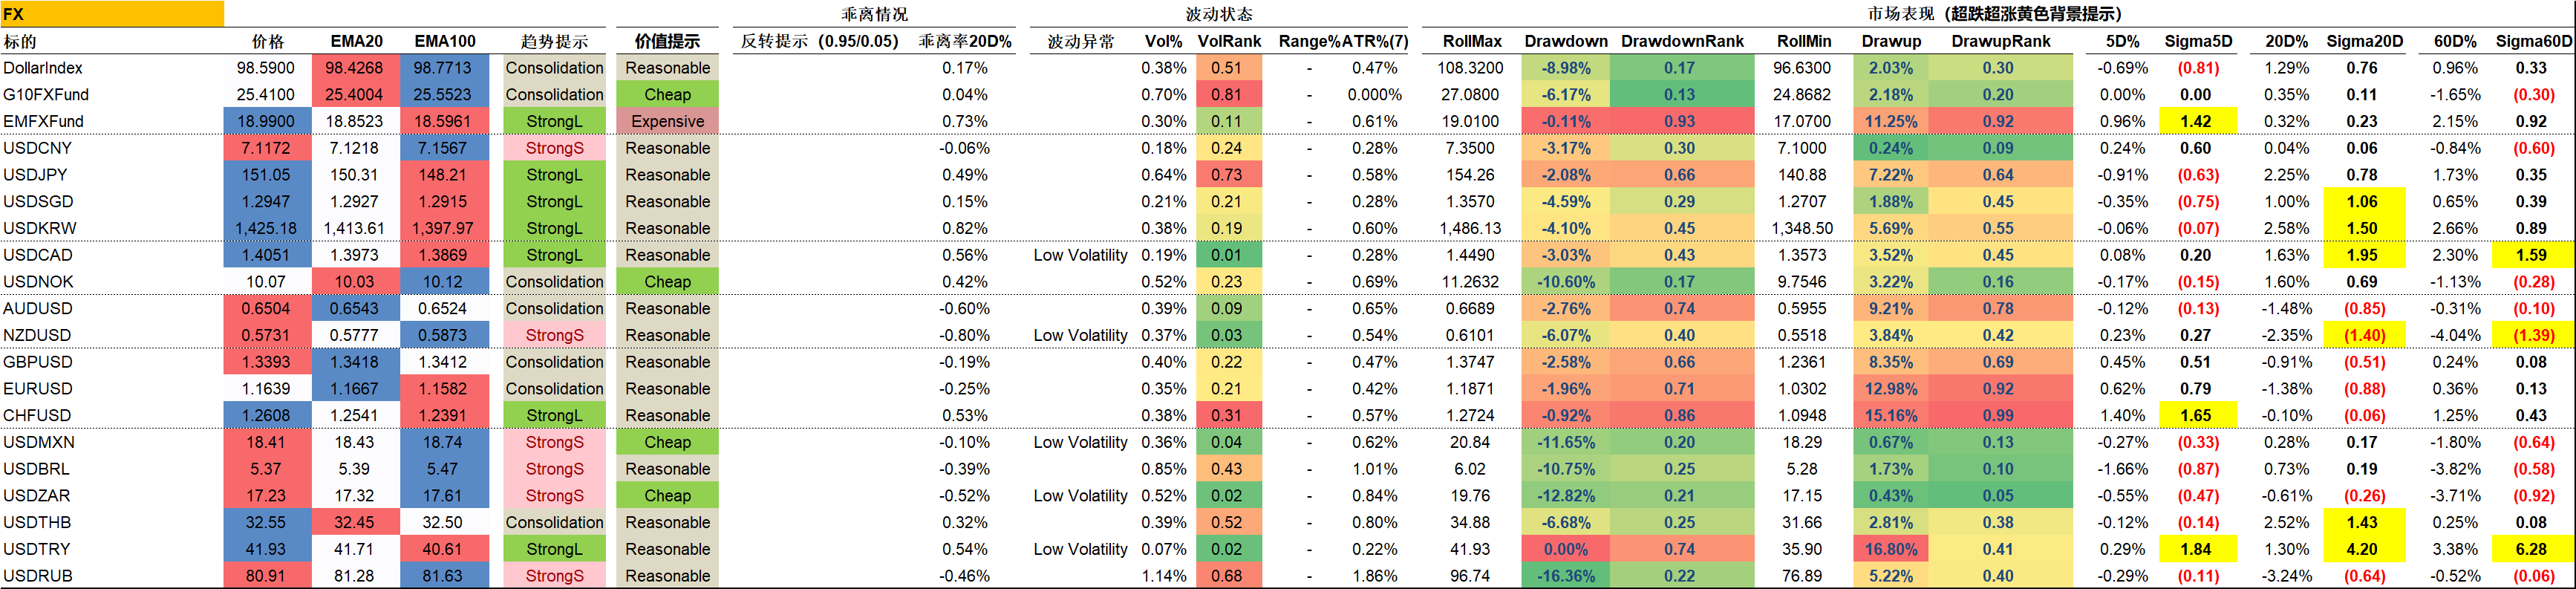 FX 乖离情况 波动状态 市场表现（超跌超涨黄色背景提示）
标的 价格 EMA20 EMA100 趋势提示 价值提示 反转提示（0.95/0.05） 乖离率20D% 波动异常 Vol% VolRank Range% ATR%(7) RollMax Drawdown DrawdownRank RollMin Drawup DrawupRank 5D% Sigma5D 20D% Sigma20D 60D% Sigma60D
DollarIndex 98.5900 98.4268 98.7713 Consolidation Reasonable 0.17% 0.38% 0.51 - 0.47% 108.3200 -8.98% 0.17 96.6300 2.03% 0.30 -0.69% (0.81) 1.29% 0.76 0.96% 0.33
G10FXFund 25.4100 25.4004 25.5523 Consolidation Cheap 0.04% 0.70% 0.81 - 0.000% 27.0800 -6.17% 0.13 24.8682 2.18% 0.20 0.00% 0.00 0.35% 0.11 -1.65% (0.30)
EMFXFund 18.9900 18.8523 18.5961 StrongL Expensive 0.73% 0.30% 0.11 - 0.61% 19.0100 -0.11% 0.93 17.0700 11.25% 0.92 0.96% 1.42 0.32% 0.23 2.15% 0.92
USDCNY 7.1172 7.1218 7.1567 StrongS Reasonable -0.06% 0.18% 0.24 - 0.28% 7.3500 -3.17% 0.30 7.1000 0.24% 0.09 0.24% 0.60 0.04% 0.06 -0.84% (0.60)
USDJPY 151.05 150.31 148.21 StrongL Reasonable 0.49% 0.64% 0.73 - 0.58% 154.26 -2.08% 0.66 140.88 7.22% 0.64 -0.91% (0.63) 2.25% 0.78 1.73% 0.35
USDSGD 1.2947 1.2927 1.2915 StrongL Reasonable 0.15% 0.21% 0.21 - 0.28% 1.3570 -4.59% 0.29 1.2707 1.88% 0.45 -0.35% (0.75) 1.00% 1.06 0.65% 0.39
USDKRW 1,425.18 1,413.61 1,397.97 StrongL Reasonable 0.82% 0.38% 0.19 - 0.60% 1,486.13 -4.10% 0.45 1,348.50 5.69% 0.55 -0.06% (0.07) 2.58% 1.50 2.66% 0.89
USDCAD 1.4051 1.3973 1.3869 StrongL Reasonable 0.56% Low Volatility 0.19% 0.01 - 0.28% 1.4490 -3.03% 0.43 1.3573 3.52% 0.45 0.08% 0.20 1.63% 1.95 2.30% 1.59
USDNOK 10.07 10.03 10.12 Consolidation Cheap 0.42% 0.52% 0.23 - 0.69% 11.2632 -10.60% 0.17 9.7546 3.22% 0.16 -0.17% (0.15) 1.60% 0.69 -1.13% (0.28)
AUDUSD 0.6504 0.6543 0.6524 Consolidation Reasonable -0.60% 0.39% 0.09 - 0.65% 0.6689 -2.76% 0.74 0.5955 9.21% 0.78 -0.12% (0.13) -1.48% (0.85) -0.31% (0.10)
NZDUSD 0.5731 0.5777 0.5873 StrongS Reasonable -0.80% Low Volatility 0.37% 0.03 - 0.54% 0.6101 -6.07% 0.40 0.5518 3.84% 0.42 0.23% 0.27 -2.35% (1.40) -4.04% (1.39)
GBPUSD 1.3393 1.3418 1.3412 Consolidation Reasonable -0.19% 0.40% 0.22 - 0.47% 1.3747 -2.58% 0.66 1.2361 8.35% 0.69 0.45% 0.51 -0.91% (0.51) 0.24% 0.08
EURUSD 1.1639 1.1667 1.1582 Consolidation Reasonable -0.25% 0.35% 0.21 - 0.42% 1.1871 -1.96% 0.71 1.0302 12.98% 0.92 0.62% 0.79 -1.38% (0.88) 0.36% 0.13
CHFUSD 1.2608 1.2541 1.2391 StrongL Reasonable 0.53% 0.38% 0.31 - 0.57% 1.2724 -0.92% 0.86 1.0948 15.16% 0.99 1.40% 1.65 -0.10% (0.06) 1.25% 0.43
USDMXN 18.41 18.43 18.74 StrongS Cheap -0.10% Low Volatility 0.36% 0.04 - 0.62% 20.84 -11.65% 0.20 18.29 0.67% 0.13 -0.27% (0.33) 0.28% 0.17 -1.80% (0.64)
USDBRL 5.37 5.39 5.47 StrongS Reasonable -0.39% 0.85% 0.43 - 1.01% 6.02 -10.75% 0.25 5.28 1.73% 0.10 -1.66% (0.87) 0.73% 0.19 -3.82% (0.58)
USDZAR 17.23 17.32 17.61 StrongS Cheap -0.52% Low Volatility 0.52% 0.02 - 0.84% 19.76 -12.82% 0.21 17.15 0.43% 0.05 -0.55% (0.47) -0.61% (0.26) -3.71% (0.92)
USDTHB 32.55 32.45 32.50 Consolidation Reasonable 0.32% 0.39% 0.52 - 0.80% 34.88 -6.68% 0.25 31.66 2.81% 0.38 -0.12% (0.14) 2.52% 1.43 0.25% 0.08
USDTRY 41.93 41.71 40.61 StrongL Reasonable 0.54% Low Volatility 0.07% 0.02 - 0.22% 41.93 0.00% 0.74 35.90 16.80% 0.41 0.29% 1.84 1.30% 4.20 3.38% 6.28
USDRUB 80.91 81.28 81.63 StrongS Reasonable -0.46% 1.14% 0.68 - 1.86% 96.74 -16.36% 0.22 76.89 5.22% 0.40 -0.29% (0.11) -3.24% (0.64) -0.52% (0.06)